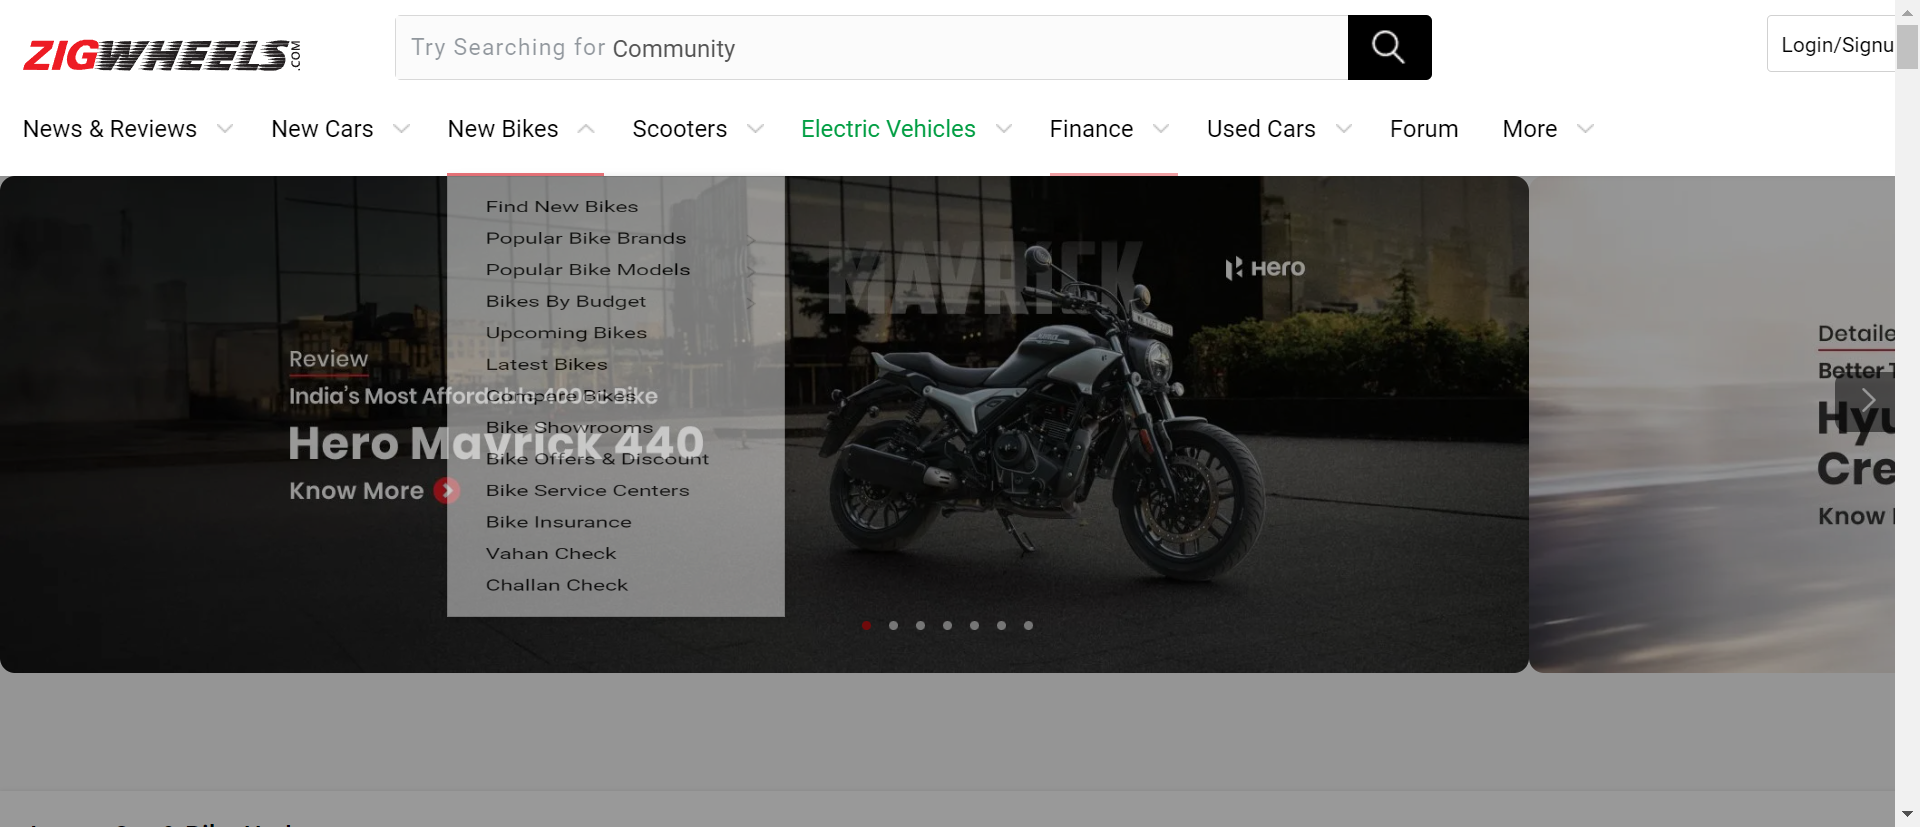 ZIGWHEELS.COM
Try Searching for Community
Login/Signu
News & Reviews
New Cars
New Bikes
Scooters
Electric Vehicles
Finance
Used Cars
Forum
More
Find New Bikes
Popular Bike Brands
Popular Bike Models
Bikes By Budget
Upcoming Bikes
Latest Bikes
Compare Bikes
Bike Showrooms
Bike Offers & Discount
Bike Service Centers
Bike Insurance
Vahan Check
Challan Check
Review
India's Most Affordable 400cc Bike
Hero Mavrick 440
Know More
MAVRICK
Hero
Detaile
Better T
Hyu
Cre
Know